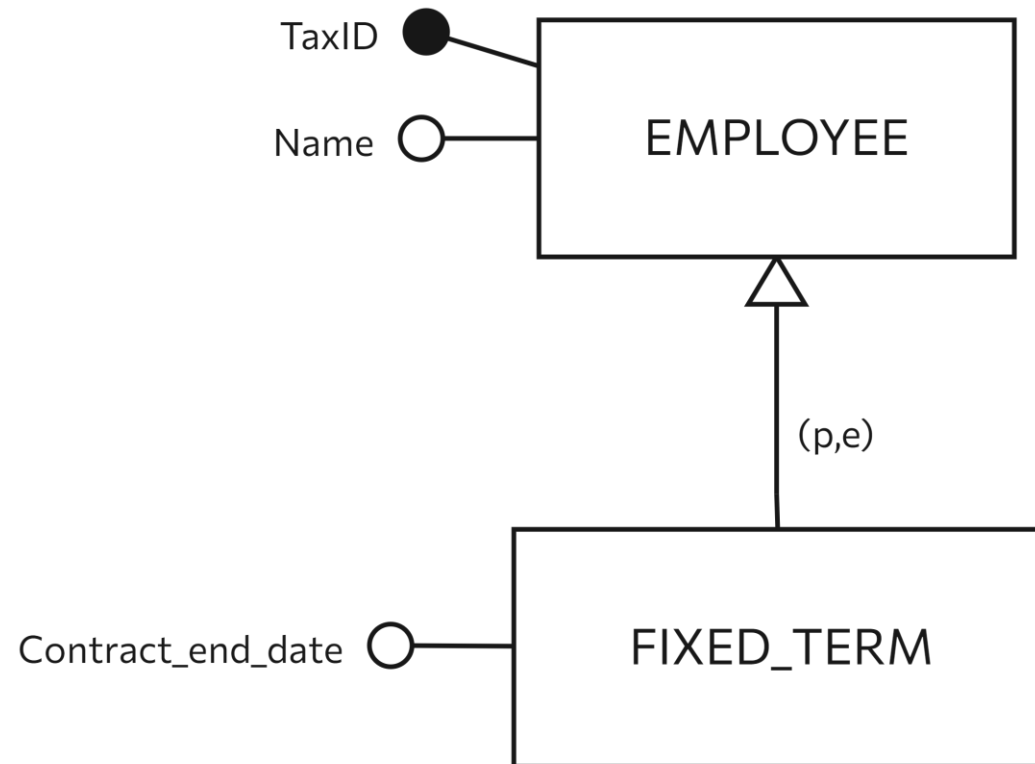 TaxID
Name
EMPLOYEE
(p,e)
Contract_end_date
FIXED_TERM